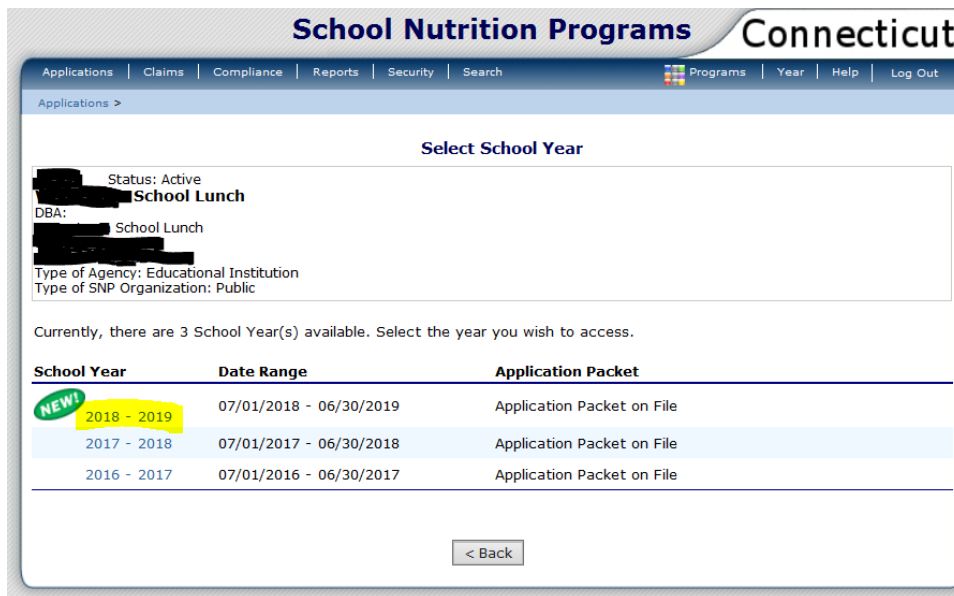 School Nutrition Programs Connecticut
Applications | Claims | Compliance | Reports | Security | Search Programs | Year | Help | Log Out
Applications >
Select School Year
Status: Active
School Lunch
DBA:
School Lunch
Type of Agency: Educational Institution
Type of SNP Organization: Public
Currently, there are 3 School Year(s) available. Select the year you wish to access.
School Year Date Range Application Packet
NEW! 2018 - 2019 07/01/2018 - 06/30/2019 Application Packet on File
2017 - 2018 07/01/2017 - 06/30/2018 Application Packet on File
2016 - 2017 07/01/2016 - 06/30/2017 Application Packet on File
< Back